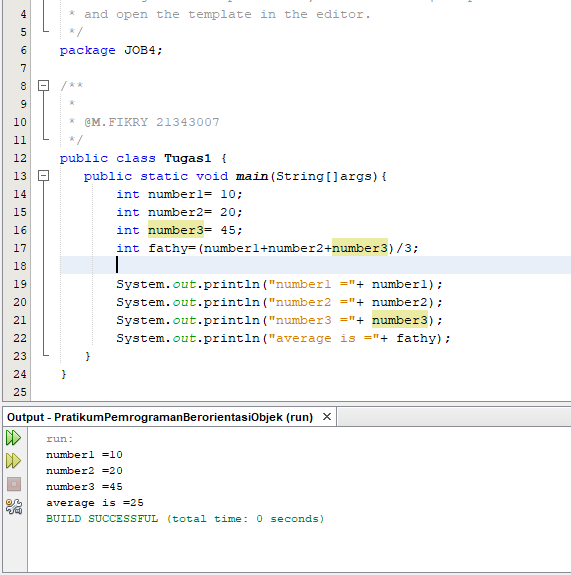 4 * and open the template in the editor.
5 */
6 package JOB4;
7
8 /**
9 *
10 * @M.FIKRY 21343007
11 */
12 public class Tugas1 {
13 public static void main(String[]args){
14 int number1= 10;
15 int number2= 20;
16 int number3= 45;
17 int fathy=(number1+number2+number3)/3;
18
19 System.out.println("number1 ="+ number1);
20 System.out.println("number2 ="+ number2);
21 System.out.println("number3 ="+ number3);
22 System.out.println("average is ="+ fathy);
23 }
24 }
25
Output - PratikumPemrogramanBerorientasiObjek (run) ×
run:
number1 =10
number2 =20
number3 =45
average is =25
BUILD SUCCESSFUL (total time: 0 seconds)